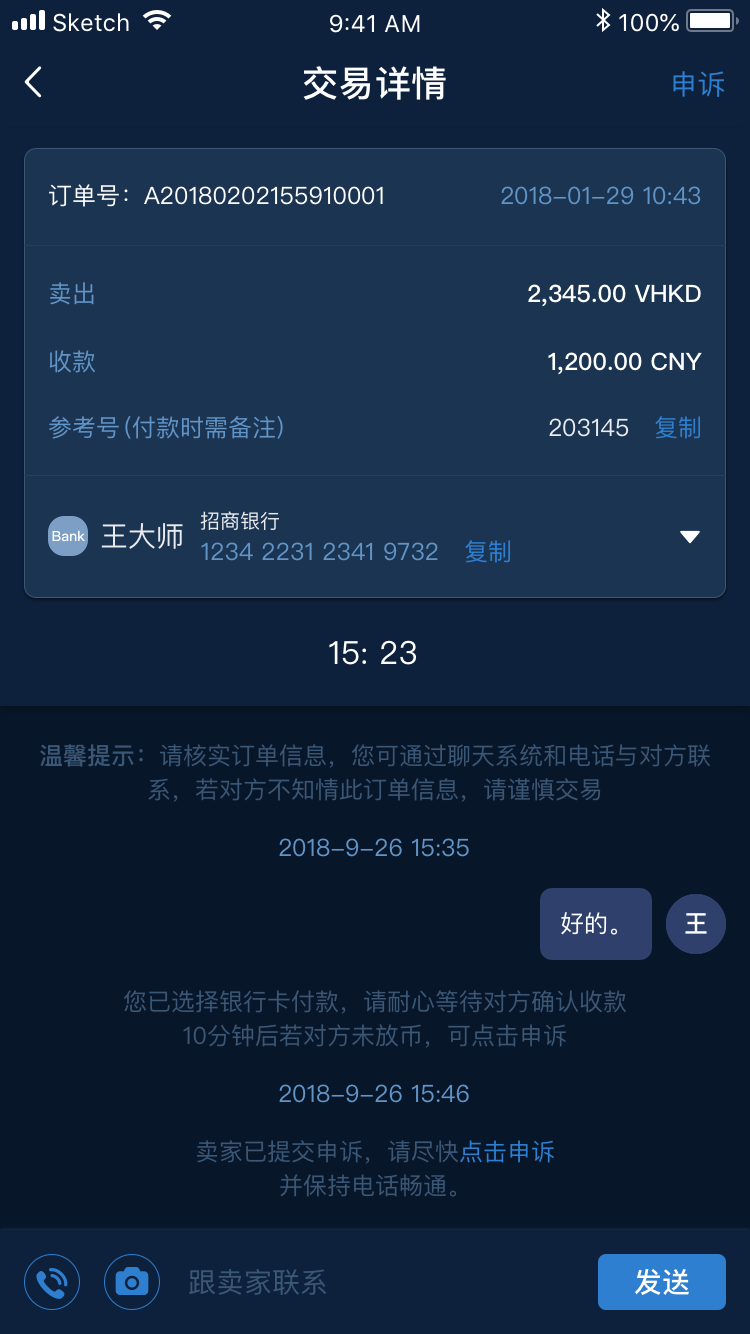 Sketch 9:41 AM 100%
交易详情 申诉
订单号：A20180202155910001 2018-01-29 10:43
卖出 2,345.00 VHKD
收款 1,200.00 CNY
参考号(付款时需备注) 203145 复制
Bank 王大师 招商银行
1234 2231 2341 9732 复制
15: 23
温馨提示：请核实订单信息，您可通过聊天系统和电话与对方联
系，若对方不知情此订单信息，请谨慎交易
2018-9-26 15:35
好的。 王
您已选择银行卡付款，请耐心等待对方确认收款
10分钟后若对方未放币，可点击申诉
2018-9-26 15:46
卖家已提交申诉，请尽快点击申诉
并保持电话畅通。
跟卖家联系 发送